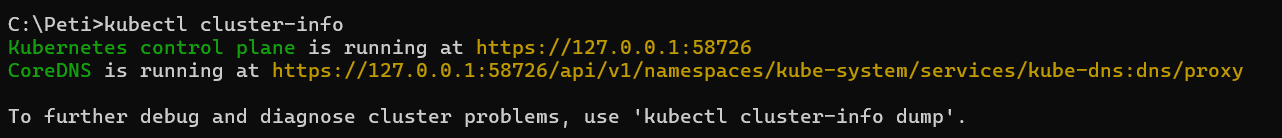 C:\Peti>kubectl cluster-info
Kubernetes control plane is running at https://127.0.0.1:58726
CoreDNS is running at https://127.0.0.1:58726/api/v1/namespaces/kube-system/services/kube-dns:dns/proxy

To further debug and diagnose cluster problems, use 'kubectl cluster-info dump'.